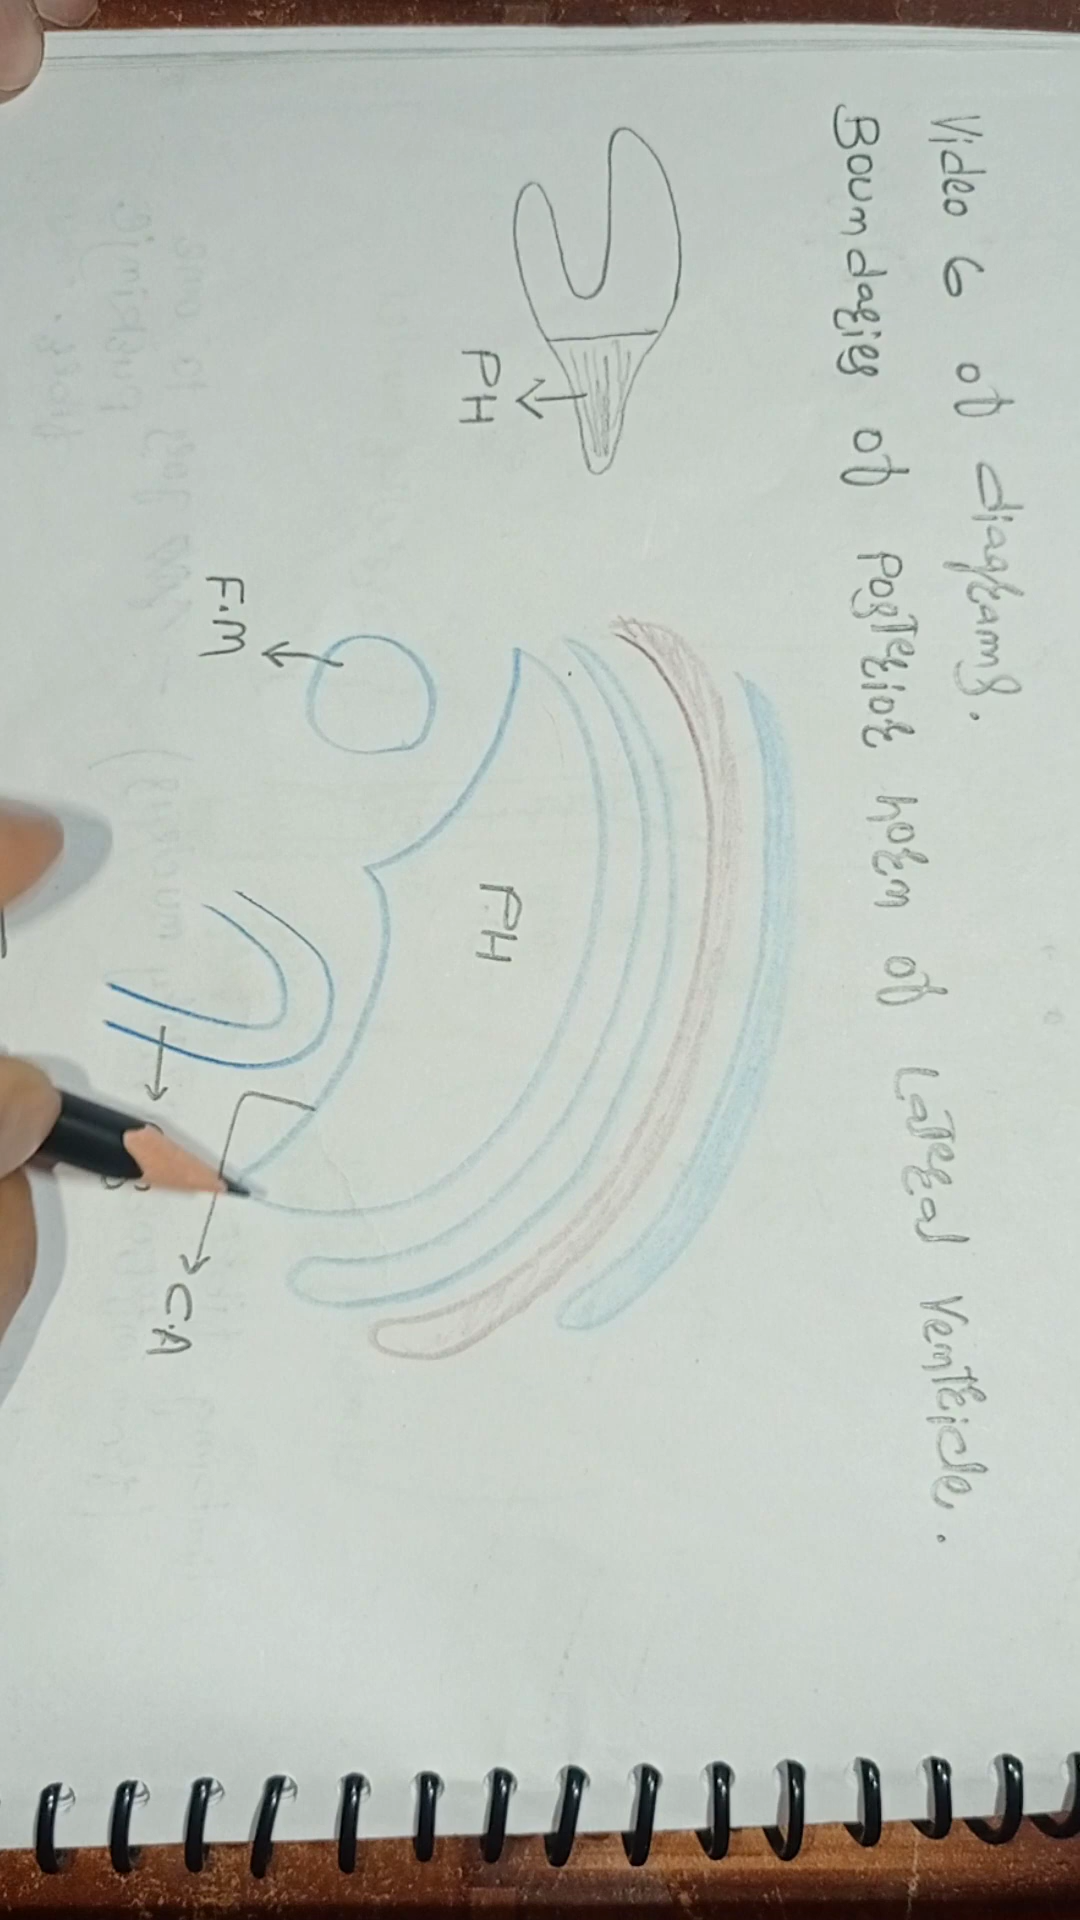 Video 6 of diagrams.
Boundaries of Posterior horn of Lateral Ventricle.
PH
F.M
PH
C.A